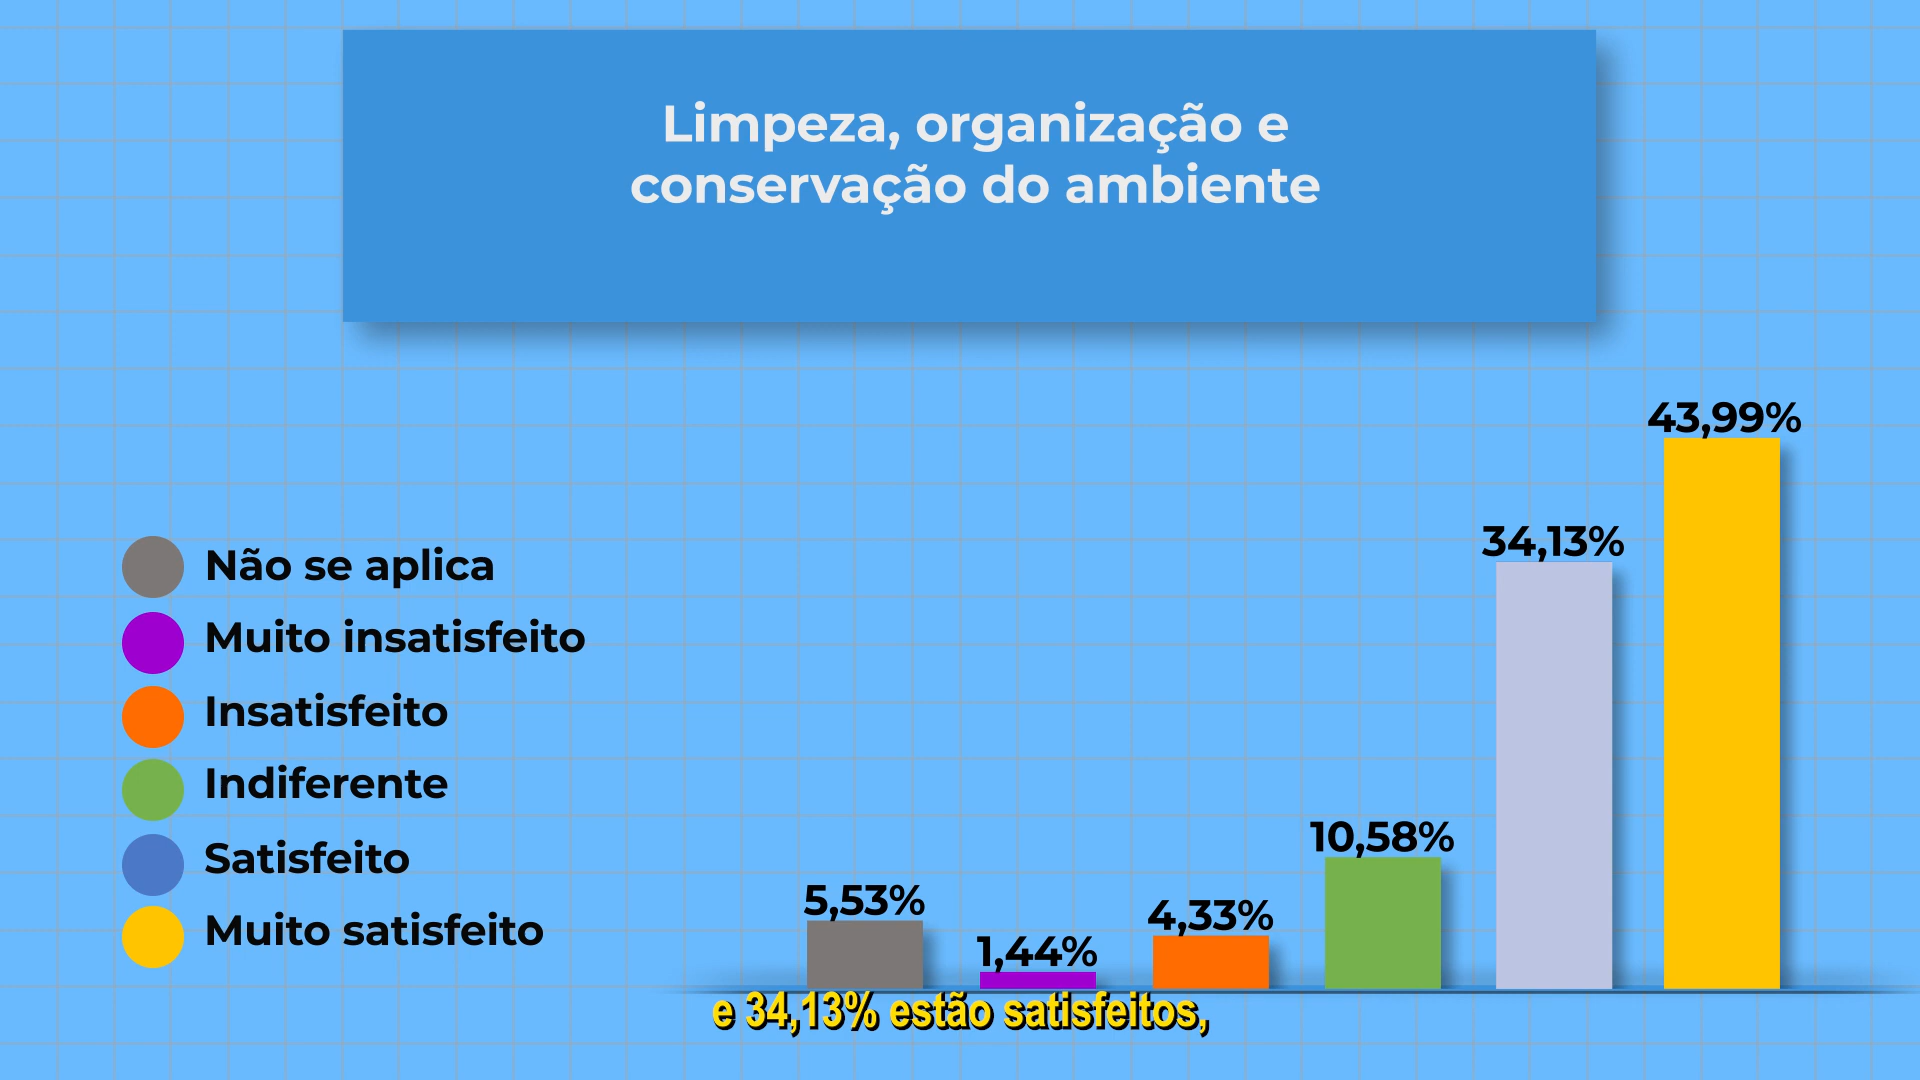 Limpeza, organização e
conservação do ambiente
43,99%
34,13%
10,58%
5,53%
4,33%
1,44%
Não se aplica
Muito insatisfeito
Insatisfeito
Indiferente
Satisfeito
Muito satisfeito
e 34,13% estão satisfeitos,